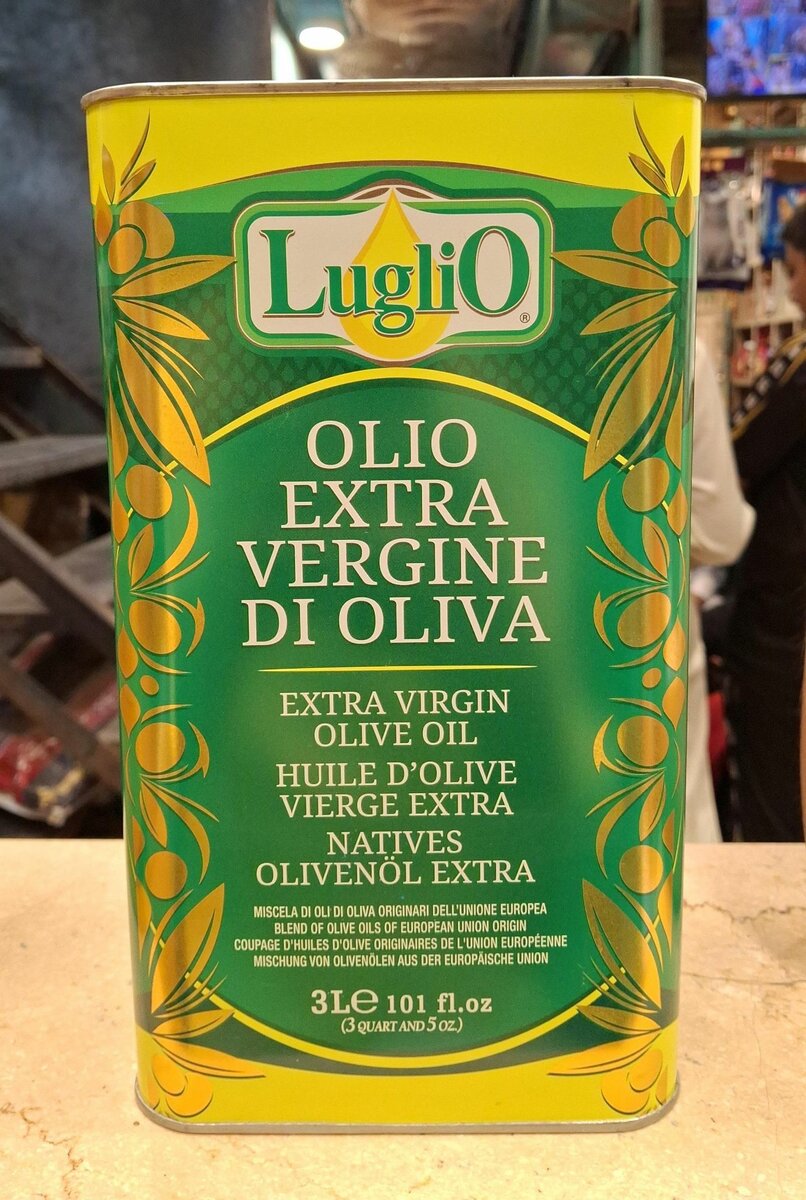 LugliO
®
OLIO
EXTRA
VERGINE
DI OLIVA
EXTRA VIRGIN
OLIVE OIL
HUILE D'OLIVE
VIERGE EXTRA
NATIVES
OLIVENÖL EXTRA
MISCELA DI OLI DI OLIVA ORIGINARI DELL'UNIONE EUROPEA
BLEND OF OLIVE OILS OF EUROPEAN UNION ORIGIN
COUPAGE D'HUILES D'OLIVE ORIGINAIRES DE L'UNION EUROPÉENNE
MISCHUNG VON OLIVENÖLEN AUS DER EUROPÄISCHE UNION
3L℮ 101 fl.oz
(3 QUART AND 5 OZ.)